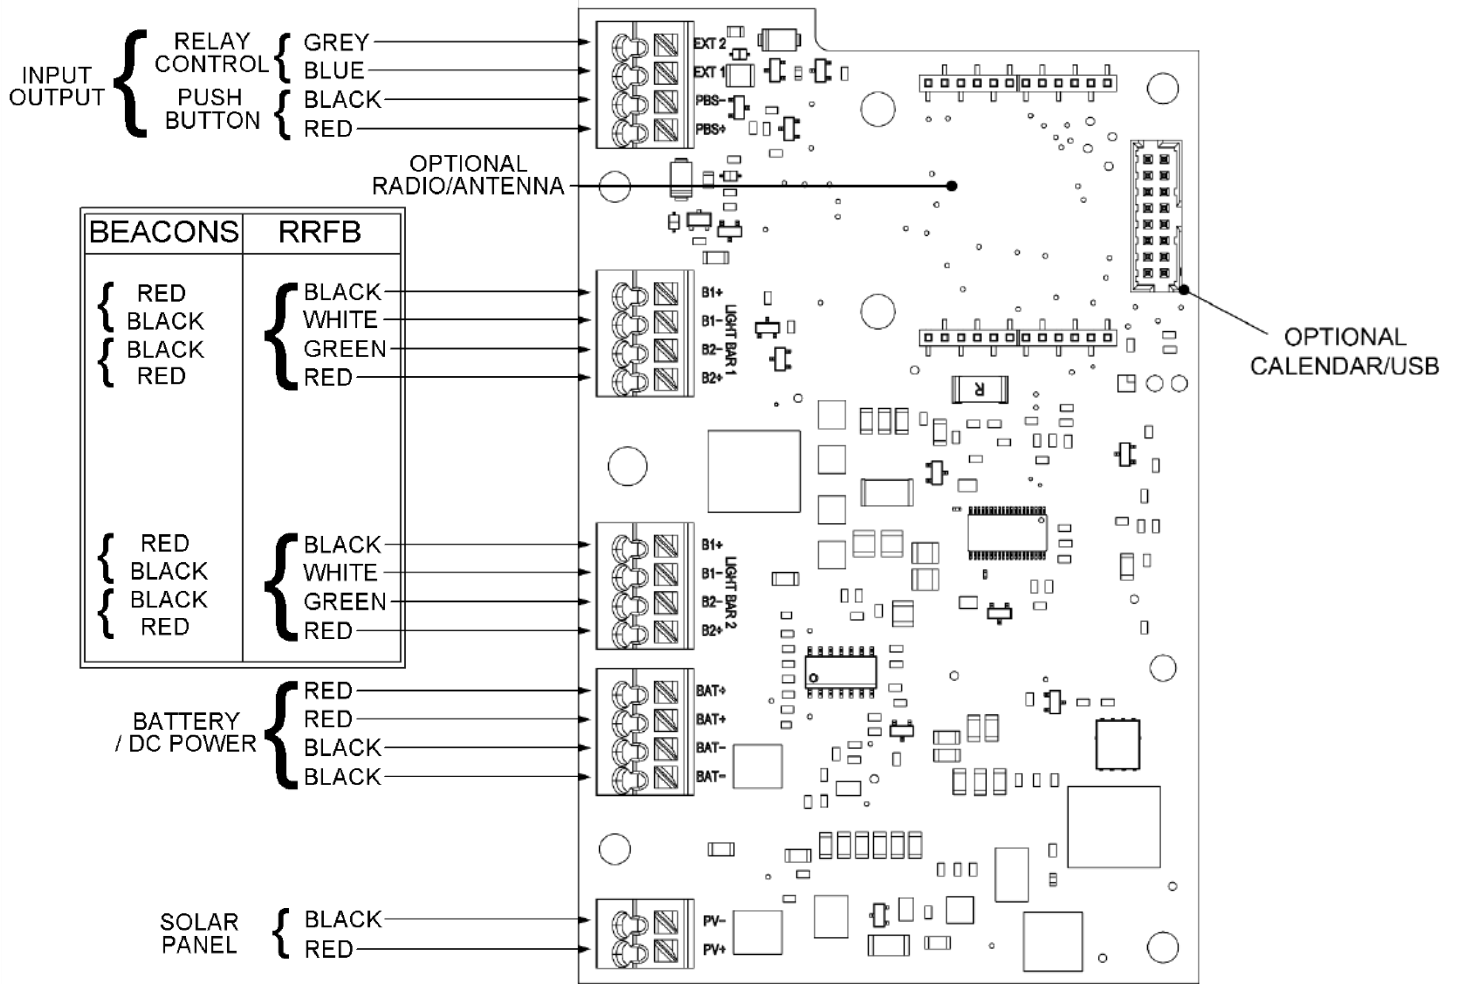 INPUT
OUTPUT
RELAY
CONTROL
GREY
BLUE
PUSH
BUTTON
BLACK
RED
EXT 2
EXT 1
PBS-
PBS+
OPTIONAL
RADIO/ANTENNA
BEACONS
RRFB
RED
BLACK
BLACK
RED
BLACK
WHITE
GREEN
RED
B1+
B1-
B2-
B2+
LIGHT BAR 1
OPTIONAL
CALENDAR/USB
R
RED
BLACK
BLACK
RED
BLACK
WHITE
GREEN
RED
B1+
B1-
B2-
B2+
LIGHT BAR 2
BATTERY
/ DC POWER
RED
RED
BLACK
BLACK
BAT+
BAT+
BAT-
BAT-
SOLAR
PANEL
BLACK
RED
PV-
PV+